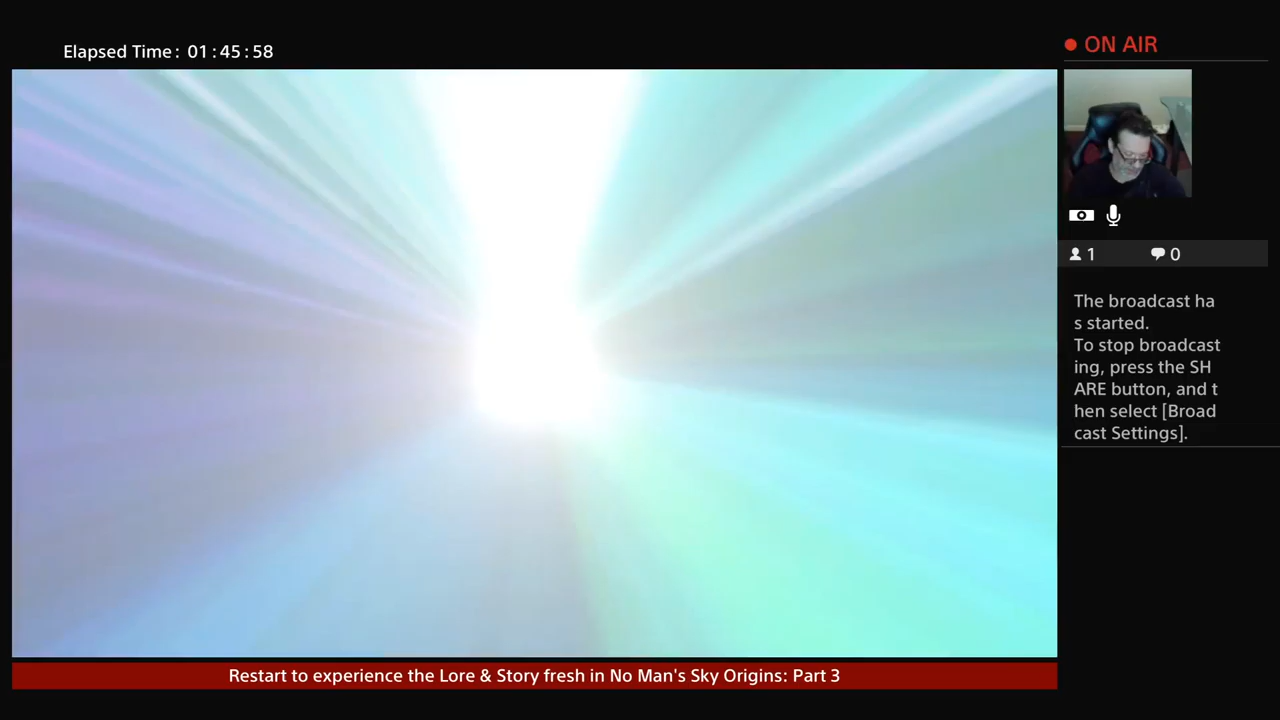 Elapsed Time: 01:45:58
ON AIR
1 0
The broadcast ha
s started.
To stop broadcast
ing, press the SH
ARE button, and t
hen select [Broad
cast Settings].
Restart to experience the Lore & Story fresh in No Man's Sky Origins: Part 3